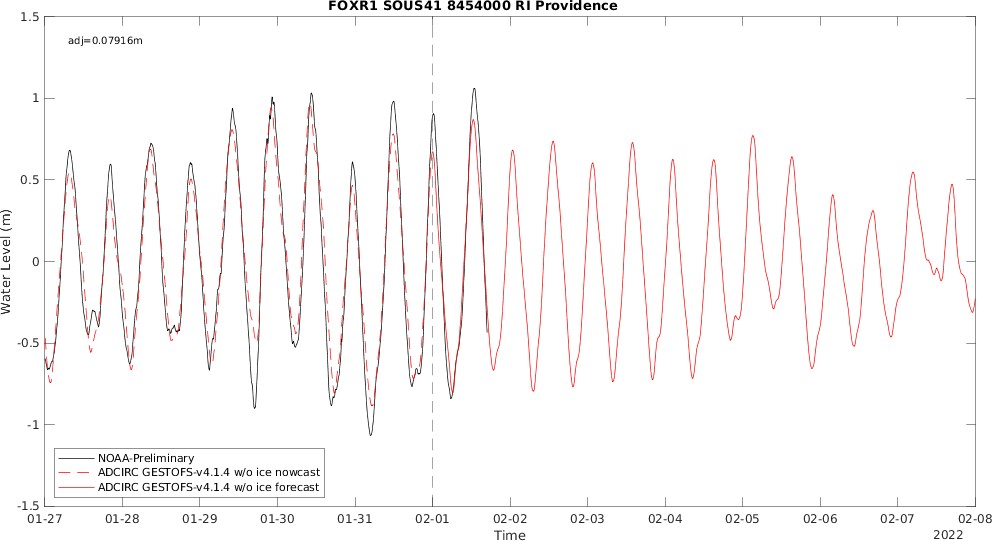 FOXR1 SOUS41 8454000 RI Providence
1.5
adj=0.07916m
1
0.5
0
-0.5
-1
-1.5
Water Level (m)
NOAA-Preliminary
ADCIRC GESTOFS-v4.1.4 w/o ice nowcast
ADCIRC GESTOFS-v4.1.4 w/o ice forecast
01-27 01-28 01-29 01-30 01-31 02-01 02-02 02-03 02-04 02-05 02-06 02-07 02-08
Time
2022